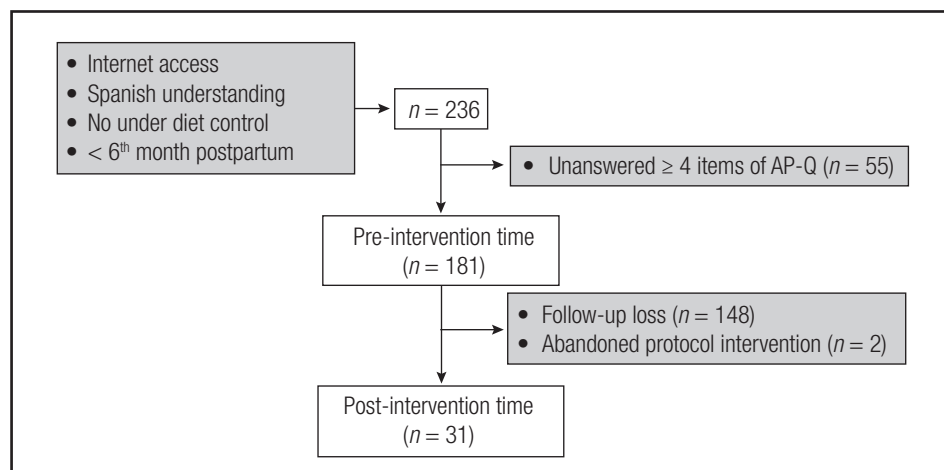 • Internet access
• Spanish understanding
• No under diet control
• < 6th month postpartum
n = 236
• Unanswered ≥ 4 items of AP-Q (n = 55)
Pre-intervention time
(n = 181)
• Follow-up loss (n = 148)
• Abandoned protocol intervention (n = 2)
Post-intervention time
(n = 31)